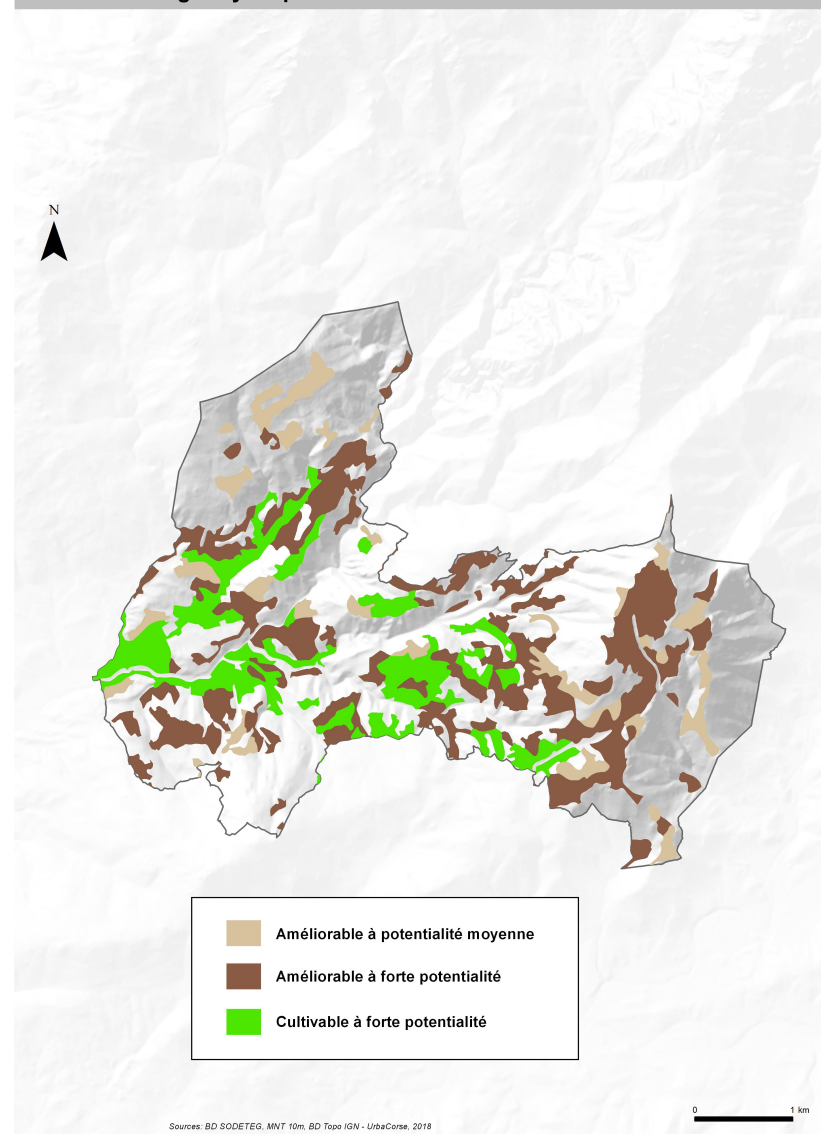 N
Améliorable à potentialité moyenne
Améliorable à forte potentialité
Cultivable à forte potentialité
0 1 km
Sources: BD SODETEG, MNT 10m, BD Topo IGN - UrbaCorse, 2018